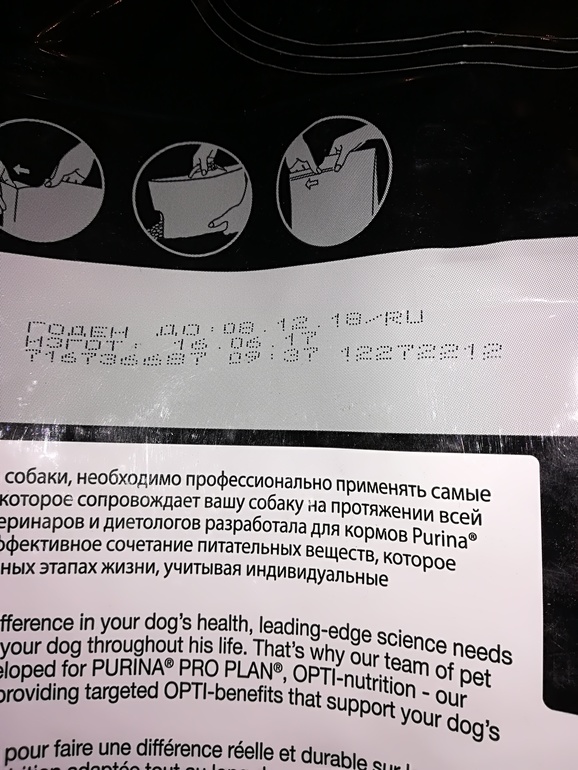 ГОДЕН ДО:08.12.18/RU
ИЗГОТ: 16.06.17
71673668T 09:37 12272212
собаки, необходимо профессионально применять самые
которое сопровождает вашу собаку на протяжении всей
еринаров и диетологов разработала для кормов Purina®
ффективное сочетание питательных веществ, которое
ных этапах жизни, учитывая индивидуальные
fference in your dog's health, leading-edge science needs
your dog throughout his life. That's why our team of pet
eloped for PURINA® PRO PLAN®, OPTI-nutrition - our
providing targeted OPTI-benefits that support your dog's
pour faire une différence réelle et durable sur